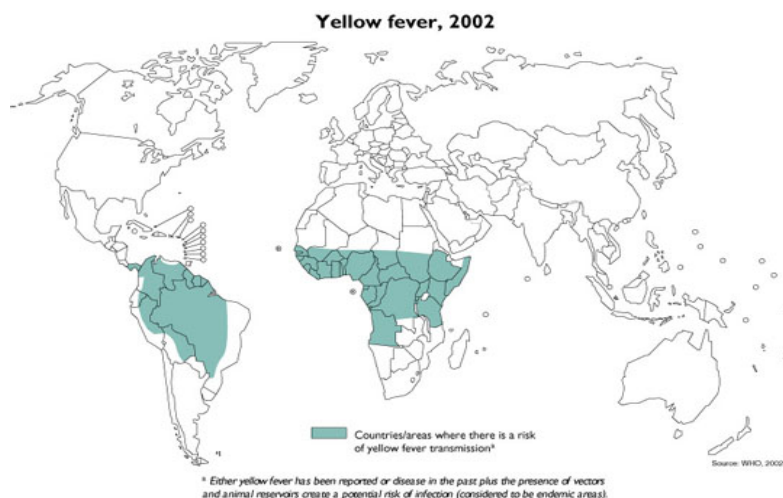 Yellow fever, 2002
Countries/areas where there is a risk
of yellow fever transmissionª
Source: WHO, 2002
ª Either yellow fever has been reported or disease in the past plus the presence of vectors
and animal reservoirs create a potential risk of infection (considered to be endemic areas).